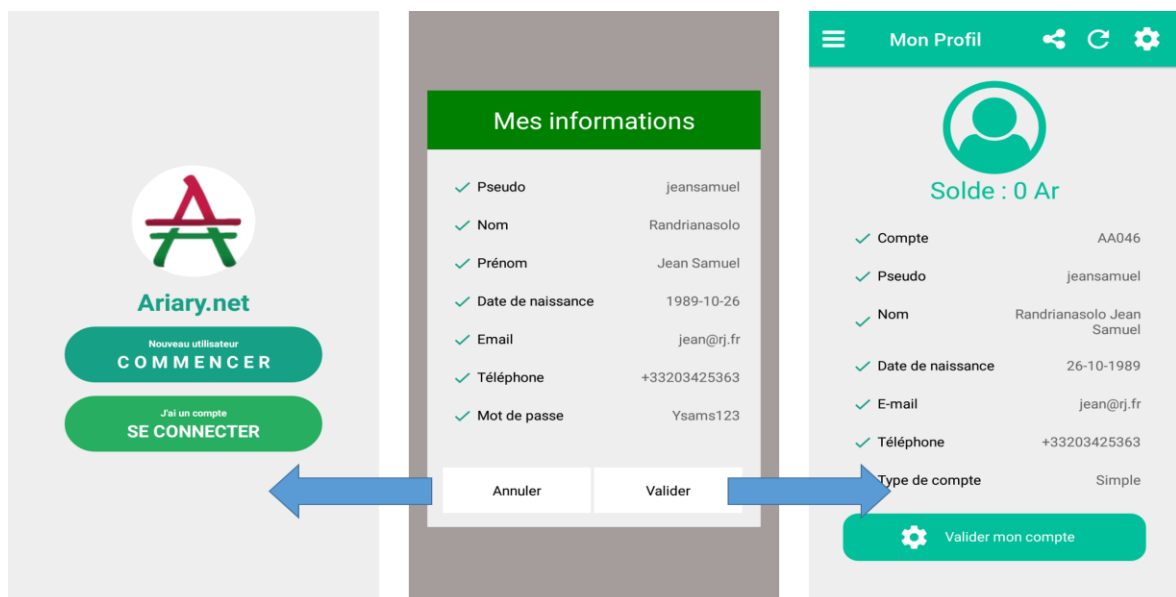 Ariary.net
Nouveau utilisateur
COMMENCER
J'ai un compte
SE CONNECTER
Mes informations
Pseudo jeansamuel
Nom Randrianasolo
Prénom Jean Samuel
Date de naissance 1989-10-26
Email jean@rj.fr
Téléphone +33203425363
Mot de passe Ysams123
Annuler Valider
Mon Profil
Solde : 0 Ar
Compte AA046
Pseudo jeansamuel
Nom Randrianasolo Jean
Samuel
Date de naissance 26-10-1989
E-mail jean@rj.fr
Téléphone +33203425363
Type de compte Simple
Valider mon compte